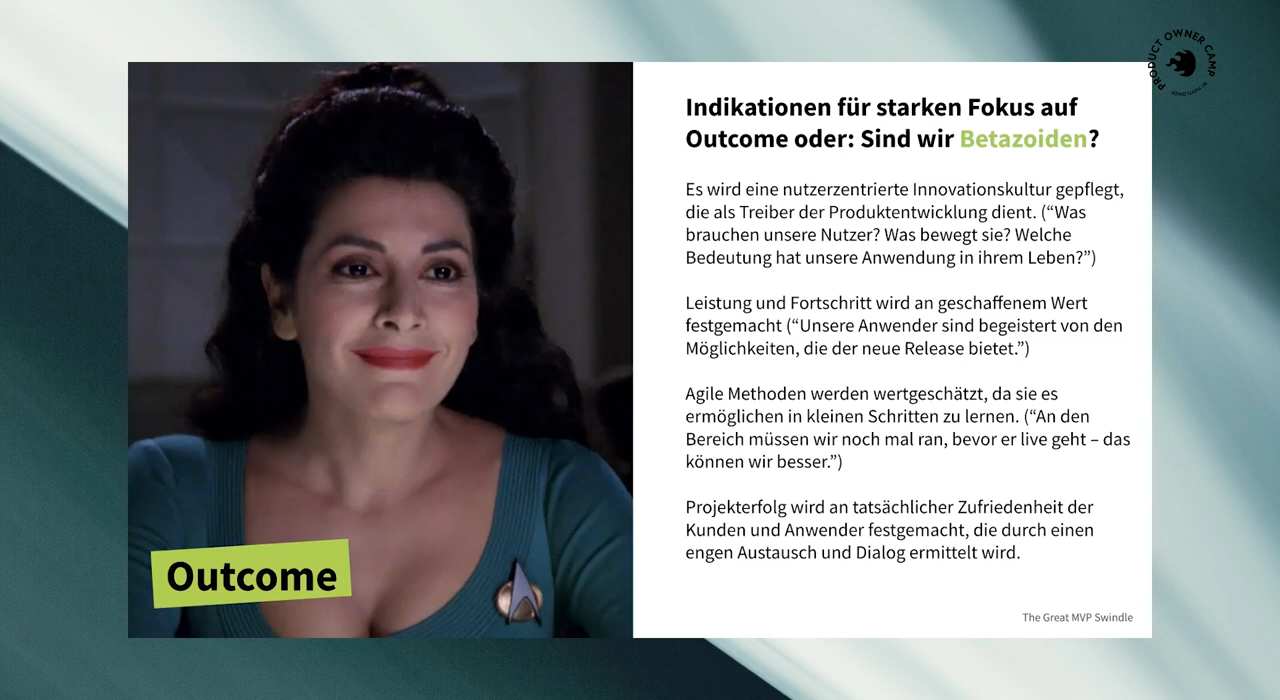 PRODUCT OWNER CAMP
Indikationen für starken Fokus auf
Outcome oder: Sind wir Betazoiden?
Es wird eine nutzerzentrierte Innovationskultur gepflegt,
die als Treiber der Produktentwicklung dient. (“Was
brauchen unsere Nutzer? Was bewegt sie? Welche
Bedeutung hat unsere Anwendung in ihrem Leben?”)
Leistung und Fortschritt wird an geschaffenem Wert
festgemacht (“Unsere Anwender sind begeistert von den
Möglichkeiten, die der neue Release bietet.”)
Agile Methoden werden wertgeschätzt, da sie es
ermöglichen in kleinen Schritten zu lernen. (“An den
Bereich müssen wir noch mal ran, bevor er live geht – das
können wir besser.”)
Projekterfolg wird an tatsächlicher Zufriedenheit der
Kunden und Anwender festgemacht, die durch einen
engen Austausch und Dialog ermittelt wird.
Outcome
The Great MVP Swindle